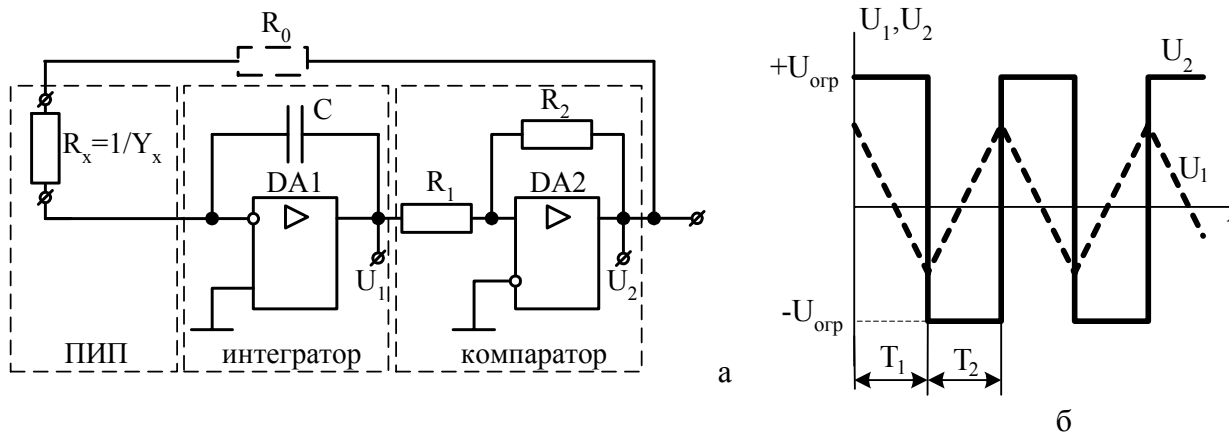 R₀
Rₓ=1/Yₓ
C
DA1
R₁
R₂
DA2
U₁
U₂
ПИП
интегратор
компаратор
а
U₁,U₂
+Uогр
U₂
U₁
-Uогр
T₁
T₂
б